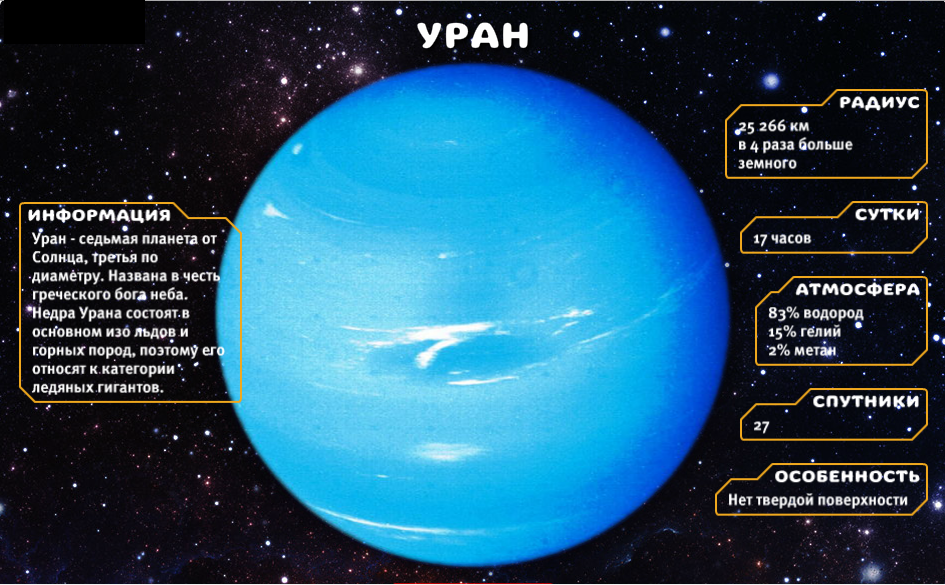 УРАН
ИНФОРМАЦИЯ
Уран - седьмая планета от
Солнца, третья по
диаметру. Названа в честь
греческого бога неба.
Недра Урана состоят в
основном изо льдов и
горных пород, поэтому его
относят к категории
ледяных гигантов.
РАДИУС
25 266 км
в 4 раза больше
земного
СУТКИ
17 часов
АТМОСФЕРА
83% водород
15% гелий
2% метан
СПУТНИКИ
27
ОСОБЕННОСТЬ
Нет твердой поверхности